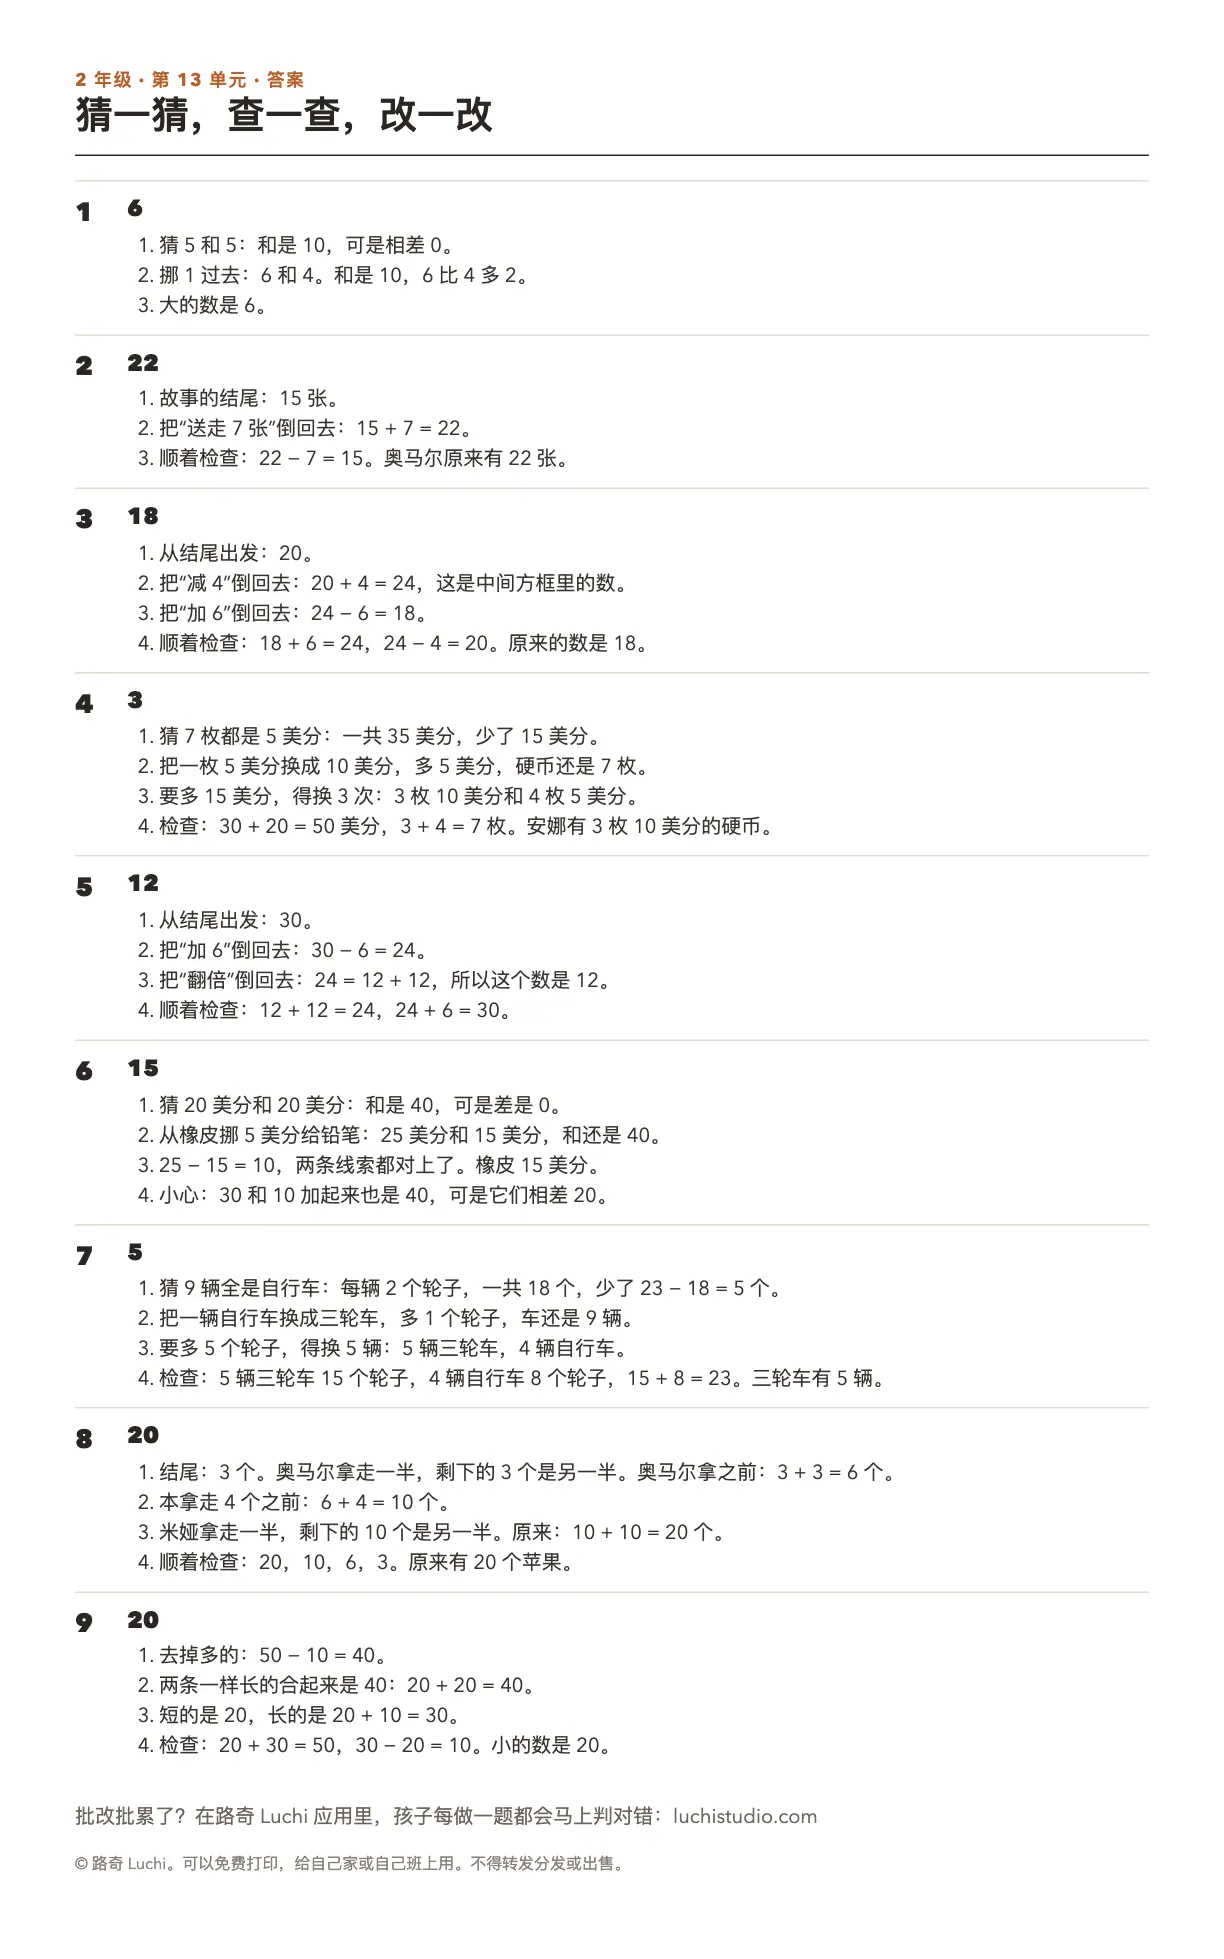 2 年级 · 第 13 单元 · 答案
猜一猜，查一查，改一改
1 6
1. 猜 5 和 5：和是 10，可是相差 0。
2. 挪 1 过去：6 和 4。和是 10，6 比 4 多 2。
3. 大的数是 6。
2 22
1. 故事的结尾：15 张。
2. 把“送走 7 张”倒回去：15 + 7 = 22。
3. 顺着检查：22 − 7 = 15。奥马尔原来有 22 张。
3 18
1. 从结尾出发：20。
2. 把“减 4”倒回去：20 + 4 = 24，这是中间方框里的数。
3. 把“加 6”倒回去：24 − 6 = 18。
4. 顺着检查：18 + 6 = 24，24 − 4 = 20。原来的数是 18。
4 3
1. 猜 7 枚都是 5 美分：一共 35 美分，少了 15 美分。
2. 把一枚 5 美分换成 10 美分，多 5 美分，硬币还是 7 枚。
3. 要多 15 美分，得换 3 次：3 枚 10 美分和 4 枚 5 美分。
4. 检查：30 + 20 = 50 美分，3 + 4 = 7 枚。安娜有 3 枚 10 美分的硬币。
5 12
1. 从结尾出发：30。
2. 把“加 6”倒回去：30 − 6 = 24。
3. 把“翻倍”倒回去：24 = 12 + 12，所以这个数是 12。
4. 顺着检查：12 + 12 = 24，24 + 6 = 30。
6 15
1. 猜 20 美分和 20 美分：和是 40，可是差是 0。
2. 从橡皮挪 5 美分给铅笔：25 美分和 15 美分，和还是 40。
3. 25 − 15 = 10，两条线索都对上了。橡皮 15 美分。
4. 小心：30 和 10 加起来也是 40，可是它们相差 20。
7 5
1. 猜 9 辆全是自行车：每辆 2 个轮子，一共 18 个，少了 23 − 18 = 5 个。
2. 把一辆自行车换成三轮车，多 1 个轮子，车还是 9 辆。
3. 要多 5 个轮子，得换 5 辆：5 辆三轮车，4 辆自行车。
4. 检查：5 辆三轮车 15 个轮子，4 辆自行车 8 个轮子，15 + 8 = 23。三轮车有 5 辆。
8 20
1. 结尾：3 个。奥马尔拿走一半，剩下的 3 个是另一半。奥马尔拿之前：3 + 3 = 6 个。
2. 本拿走 4 个之前：6 + 4 = 10 个。
3. 米娅拿走一半，剩下的 10 个是另一半。原来：10 + 10 = 20 个。
4. 顺着检查：20，10，6，3。原来有 20 个苹果。
9 20
1. 去掉多的：50 − 10 = 40。
2. 两条一样长的合起来是 40：20 + 20 = 40。
3. 短的是 20，长的是 20 + 10 = 30。
4. 检查：20 + 30 = 50，30 − 20 = 10。小的数是 20。
批改批累了？在路奇 Luchi 应用里，孩子每做一题都会马上判对错：luchistudio.com
© 路奇 Luchi。可以免费打印，给自己家或自己班上用。不得转发分发或出售。